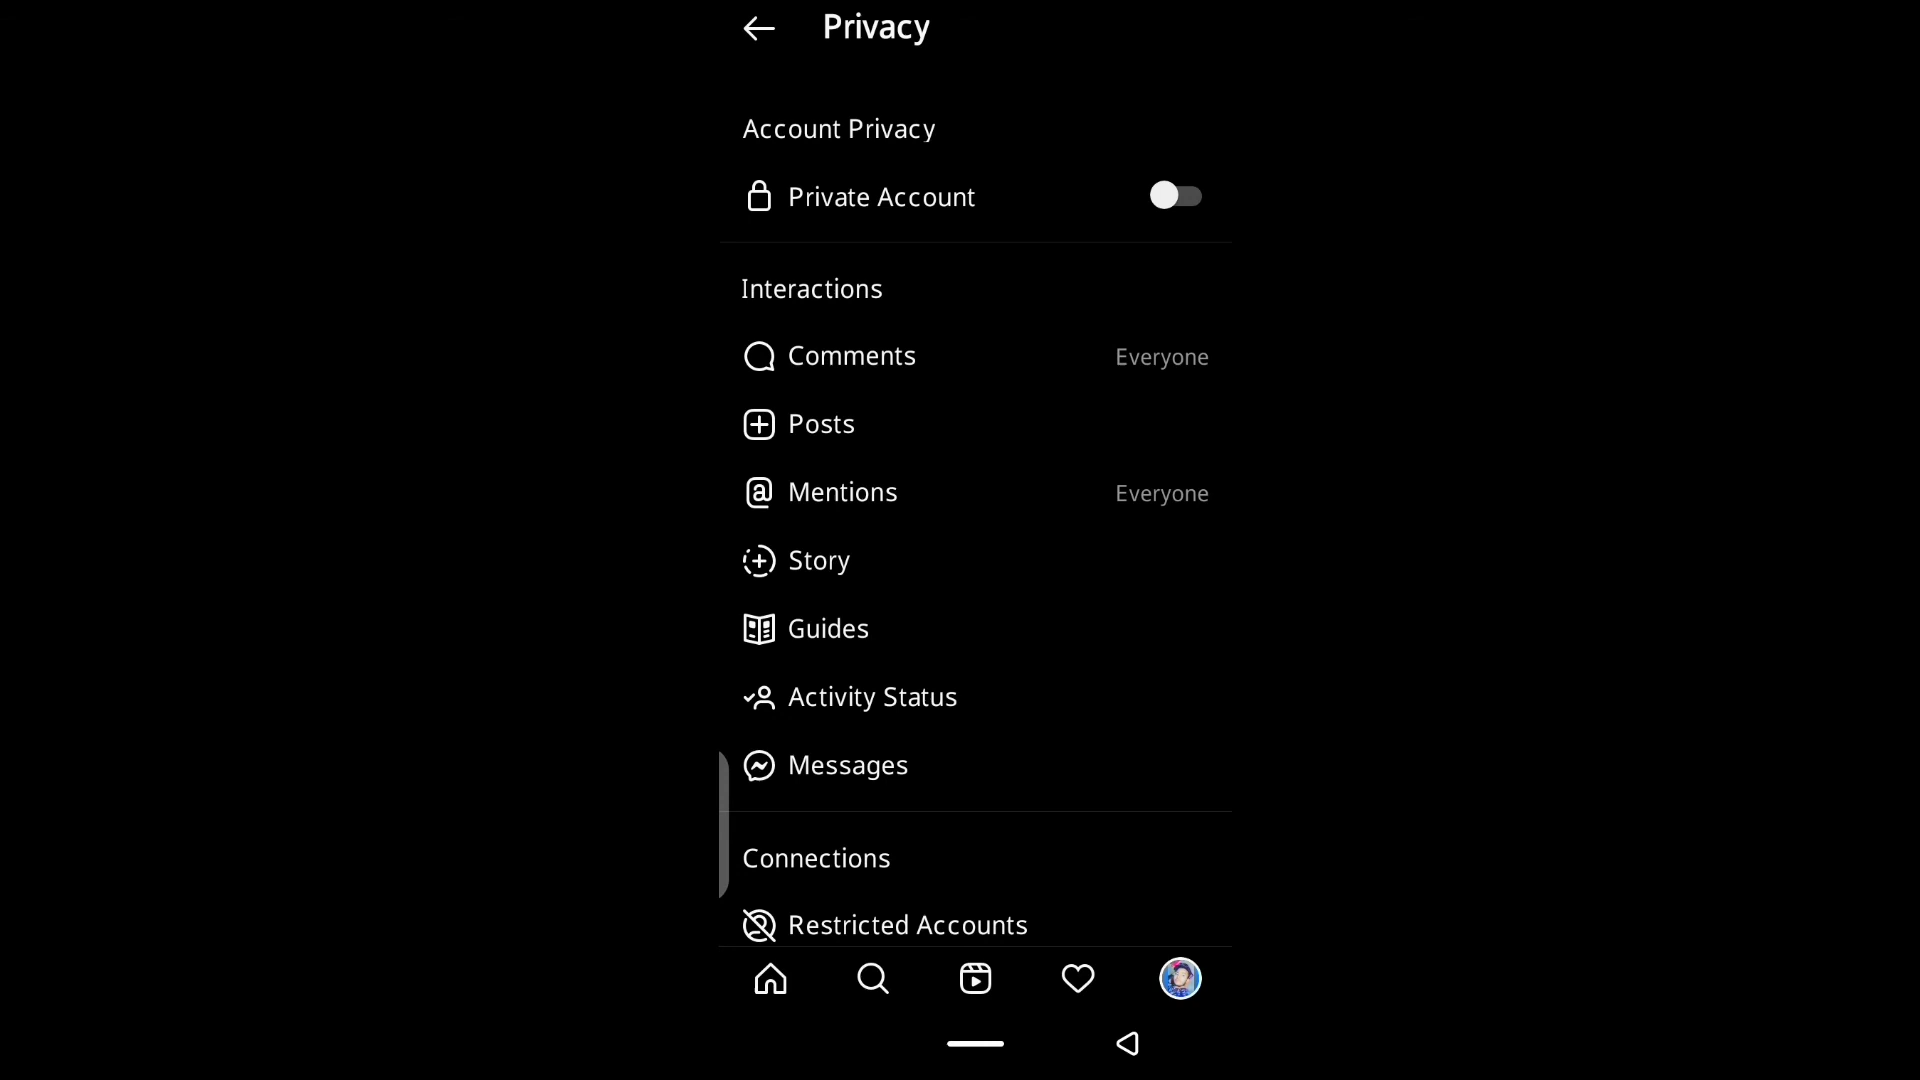 Privacy
Account Privacy
Private Account
Interactions
Comments Everyone
Posts
Mentions Everyone
Story
Guides
Activity Status
Messages
Connections
Restricted Accounts